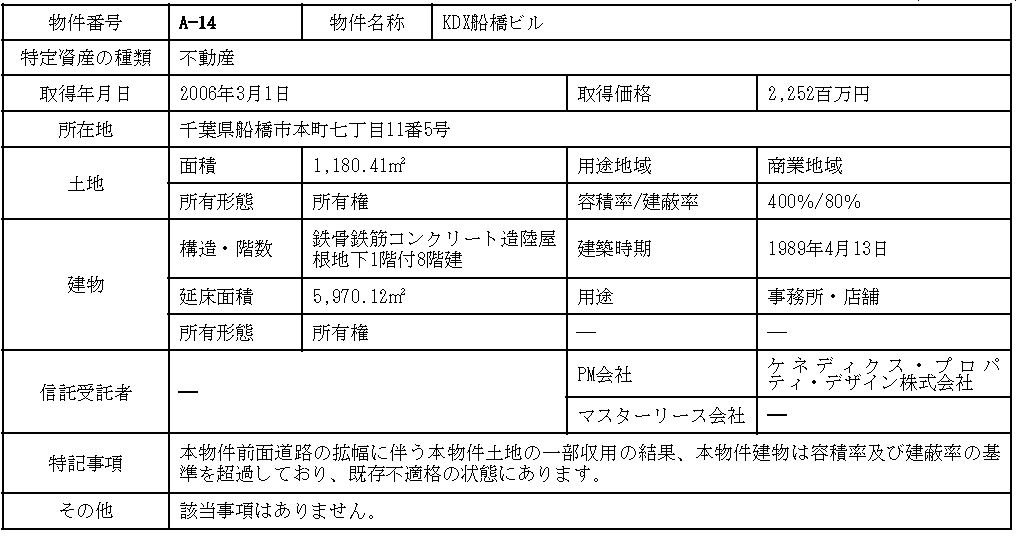 物件番号 A-14 物件名称 KDX船橋ビル
特定資産の種類 不動産
取得年月日 2006年3月1日 取得価格 2,252百万円
所在地 千葉県船橋市本町七丁目11番5号
土地 面積 1,180.41㎡ 用途地域 商業地域
所有形態 所有権 容積率/建蔽率 400%/80%
建物 構造・階数 鉄骨鉄筋コンクリート造陸屋
根地下1階付8階建 建築時期 1989年4月13日
延床面積 5,970.12㎡ 用途 事務所・店舗
所有形態 所有権 ― ―
信託受託者 ― PM会社 ケネディクス・プロパ
ティ・デザイン株式会社
マスターリース会社 ―
特記事項 本物件前面道路の拡幅に伴う本物件土地の一部収用の結果、本物件建物は容積率及び建蔽率の基
準を超過しており、既存不適格の状態にあります。
その他 該当事項はありません。